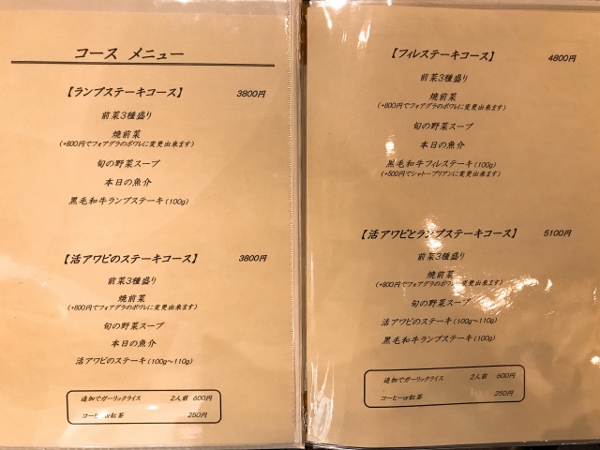 コース メニュー
【ランプステーキコース】 3800円
前菜3種盛り
焼前菜
(+800円でフォアグラのポワレに変更出来ます)
旬の野菜スープ
本日の魚介
黒毛和牛ランプステーキ(100g)
【活アワビのステーキコース】 3800円
前菜3種盛り
焼前菜
(+800円でフォアグラのポワレに変更出来ます)
旬の野菜スープ
本日の魚介
活アワビのステーキ(100g～110g)
追加でガーリックライス 2人前 600円
コーヒーor紅茶 250円
【フィレステーキコース】 4800円
前菜3種盛り
焼前菜
(+800円でフォアグラのポワレに変更出来ます)
旬の野菜スープ
本日の魚介
黒毛和牛フィレステーキ(100g)
(+500円でシャトーブリアンに変更出来ます)
【活アワビとランプステーキコース】 5100円
前菜3種盛り
焼前菜
(+800円でフォアグラのポワレに変更出来ます)
旬の野菜スープ
活アワビのステーキ(100g～110g)
黒毛和牛ランプステーキ(100g)
追加でガーリックライス 2人前 600円
コーヒーor紅茶 250円